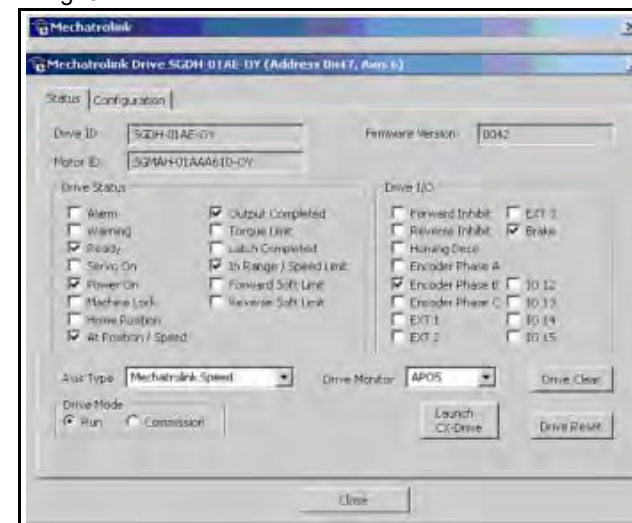 Mechatrolink
Mechatrolink Drive SGDH-01AE-OY (Address 0x47, Axis 6)
Status Configuration
Drive ID: SGDH-01AE-OY Firmware Version: 0042
Motor ID: SGMAH-01AAA61D-OY
Drive Status Drive I/O
Alarm Output Completed Forward Inhibit EXT 3
Warning Torque Limit Reverse Inhibit Brake
Ready Latch Completed Homing Decel
Servo On In Range / Speed Limit Encoder Phase A
Power On Forward Soft Limit Encoder Phase B IO 12
Machine Lock Reverse Soft Limit Encoder Phase C IO 13
Home Position EXT 1 IO 14
At Position / Speed EXT 2 IO 15
Axis Type Mechatrolink Speed Drive Monitor APOS Drive Clear
Drive Mode
Run Commission Launch CX-Drive Drive Reset
Close